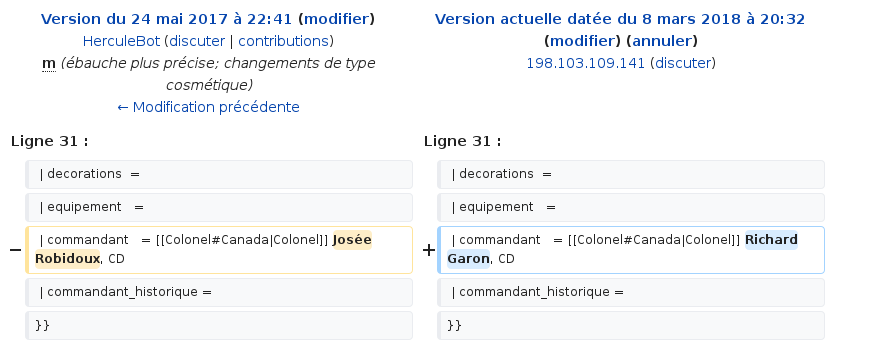 Version du 24 mai 2017 à 22:41 (modifier)
HerculeBot (discuter | contributions)
m (ébauche plus précise; changements de type
cosmétique)
← Modification précédente
Version actuelle datée du 8 mars 2018 à 20:32
(modifier) (annuler)
198.103.109.141 (discuter)
Ligne 31 :
Ligne 31 :
| decorations =
| decorations =
| equipement =
| equipement =
− | commandant = [[Colonel#Canada|Colonel]] Josée
Robidoux, CD
+ | commandant = [[Colonel#Canada|Colonel]] Richard
Garon, CD
| commandant_historique =
| commandant_historique =
}}
}}